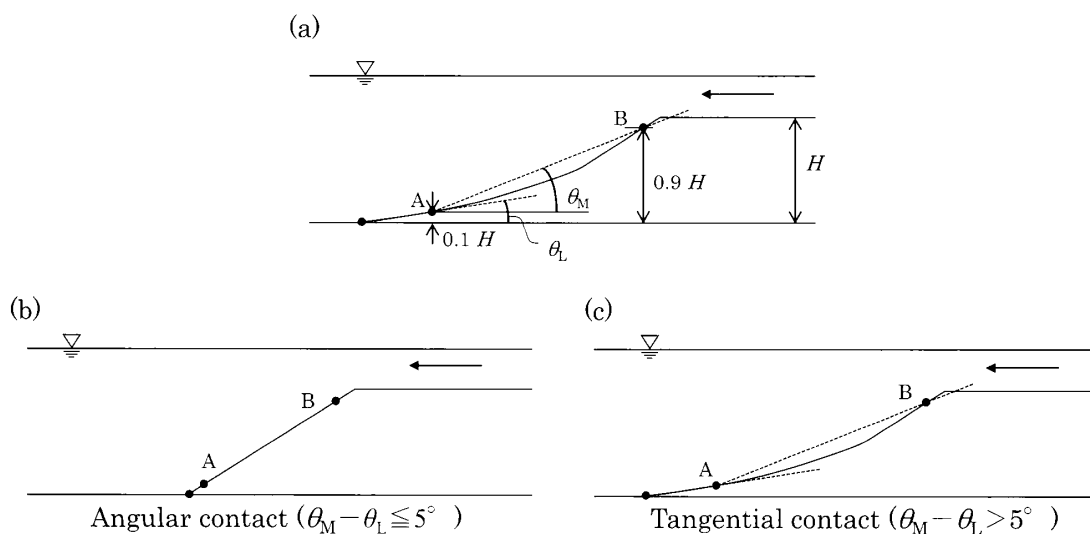 (a)
B
H
0.9 H
A
θM
0.1 H
θL
(b)
(c)
B
A
B
A
Angular contact (θM−θL≦5°)
Tangential contact (θM−θL>5°)